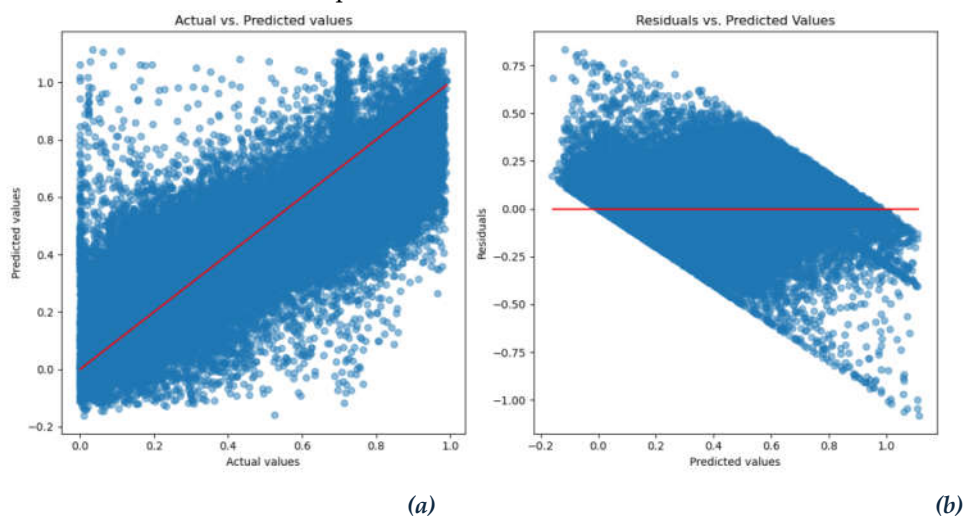 Actual vs. Predicted values
1.0
0.8
0.6
0.4
0.2
0.0
−0.2
Predicted values
0.0 0.2 0.4 0.6 0.8 1.0
Actual values
(a)
Residuals vs. Predicted Values
0.75
0.50
0.25
0.00
−0.25
−0.50
−0.75
−1.00
Residuals
−0.2 0.0 0.2 0.4 0.6 0.8 1.0
Predicted values
(b)